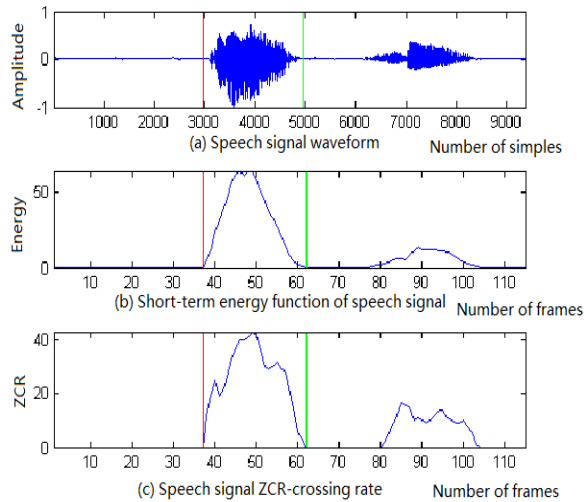 1
0
-1
Amplitude
1000 2000 3000 4000 5000 6000 7000 8000 9000
(a) Speech signal waveform
Number of simples
50
0
Energy
10 20 30 40 50 60 70 80 90 100 110
(b) Short-term energy function of speech signal
Number of frames
40
20
0
ZCR
10 20 30 40 50 60 70 80 90 100 110
(c) Speech signal ZCR-crossing rate
Number of frames